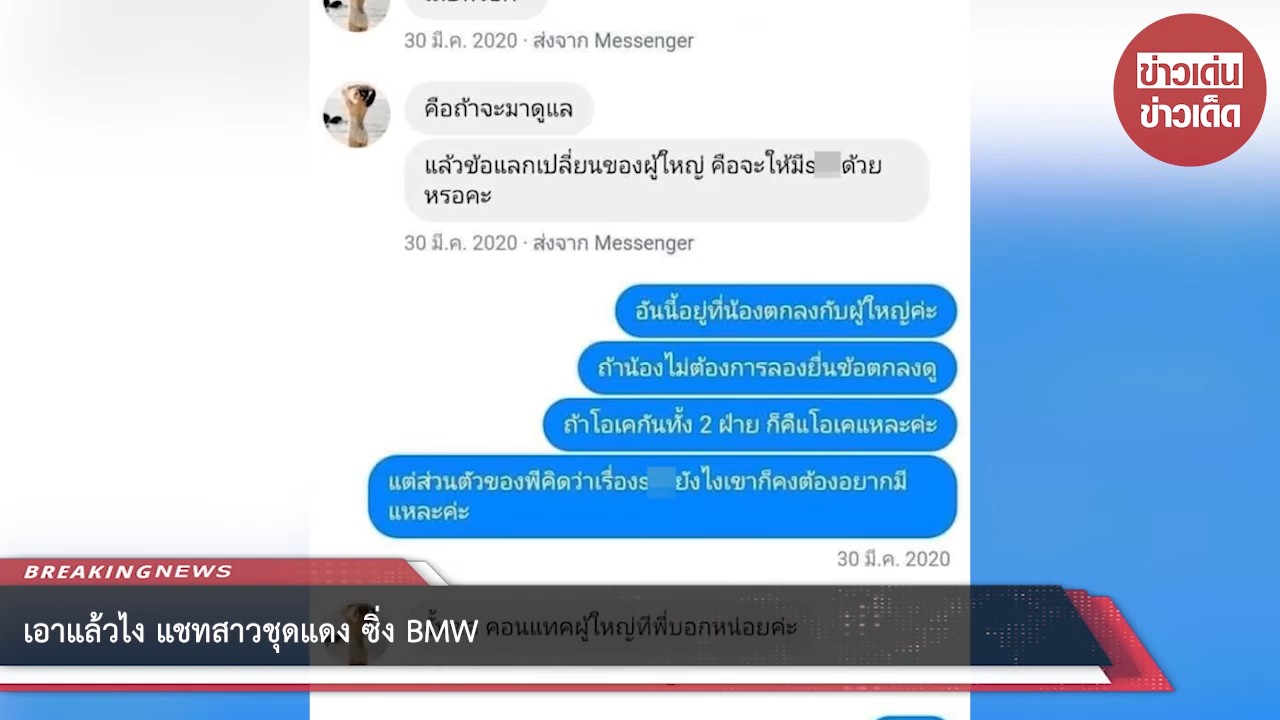 30 มี.ค. 2020 · ส่งจาก Messenger
ข่าวเด่น
ข่าวเด็ด
คือถ้าจะมาดูแล
แล้วข้อแลกเปลี่ยนของผู้ใหญ่ คือจะให้มีs ด้วย
หรอคะ
30 มี.ค. 2020 · ส่งจาก Messenger
อันนี้อยู่ที่น้องตกลงกับผู้ใหญ่ค่ะ
ถ้าน้องไม่ต้องการลองยื่นข้อตกลงดู
ถ้าโอเคกันทั้ง 2 ฝ่าย ก็คืแโอเคแหละค่ะ
แต่ส่วนตัวของพีคิดว่าเรื่องs ยังไงเขาก็คงต้องอยากมี
แหละค่ะ
30 มี.ค. 2020
BREAKINGNEWS
คอนแทคผู้ใหญ่ทีพี่บอกหน่อยค่ะ
เอาแล้วไง แชทสาวชุดแดง ซิ่ง BMW